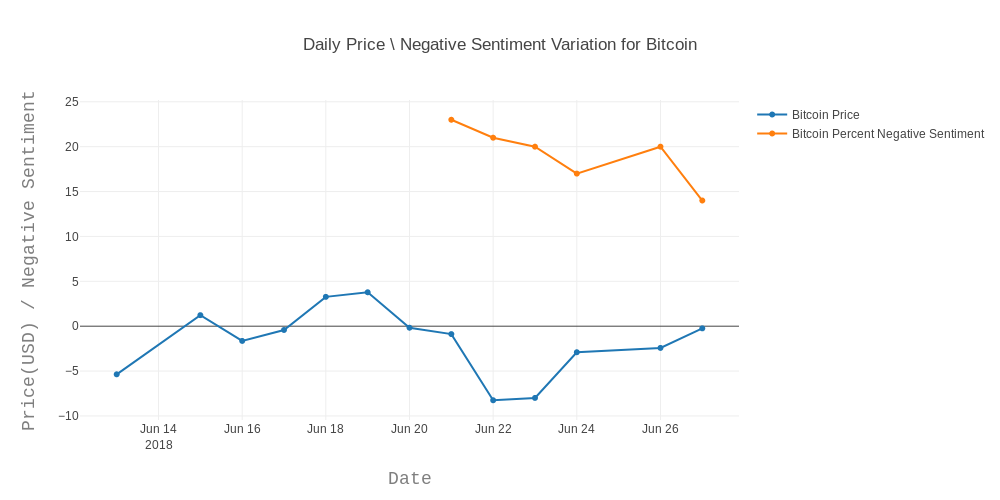 Daily Price \ Negative Sentiment Variation for Bitcoin
Price(USD) / Negative Sentiment
25
20
15
10
5
0
−5
−10
Jun 14
2018
Jun 16
Jun 18
Jun 20
Jun 22
Jun 24
Jun 26
Date
Bitcoin Price
Bitcoin Percent Negative Sentiment